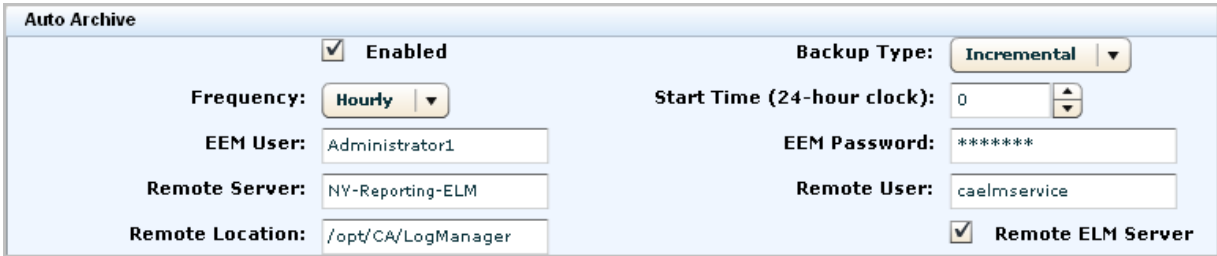 Auto Archive
Enabled Backup Type: Incremental
Frequency: Hourly Start Time (24-hour clock): 0
EEM User: Administrator1 EEM Password: *******
Remote Server: NY-Reporting-ELM Remote User: caelmservice
Remote Location: /opt/CA/LogManager Remote ELM Server